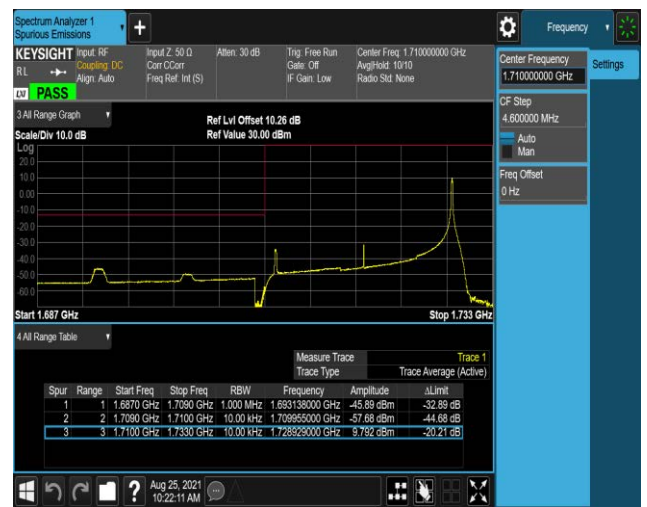 Spectrum Analyzer 1
Spurious Emissions
Frequency
KEYSIGHT Input: RF Input Z: 50 Ω Atten: 30 dB Trig: Free Run Center Freq: 1.710000000 GHz
RL Coupling: DC Corr CCorr Gate: Off Avg|Hold: 10/10
Align: Auto Freq Ref: Int (S) IF Gain: Low Radio Std: None
LXI PASS
Center Frequency
1.710000000 GHz
Settings
CF Step
4.600000 MHz
Auto
Man
Freq Offset
0 Hz
3 All Range Graph
Ref Lvl Offset 10.26 dB
Scale/Div 10.0 dB Ref Value 30.00 dBm
Log
20.0
10.0
0.00
-10.0
-20.0
-30.0
-40.0
-50.0
-60.0
Start 1.687 GHz Stop 1.733 GHz
4 All Range Table
Measure Trace Trace 1
Trace Type Trace Average (Active)
Spur Range Start Freq Stop Freq RBW Frequency Amplitude ΔLimit
1 1 1.6870 GHz 1.7090 GHz 1.000 MHz 1.693138000 GHz -45.89 dBm -32.89 dB
2 2 1.7090 GHz 1.7100 GHz 10.00 kHz 1.709955000 GHz -57.68 dBm -44.68 dB
3 3 1.7100 GHz 1.7330 GHz 10.00 kHz 1.728929000 GHz 9.792 dBm -20.21 dB
? Aug 25, 2021
10:22:11 AM